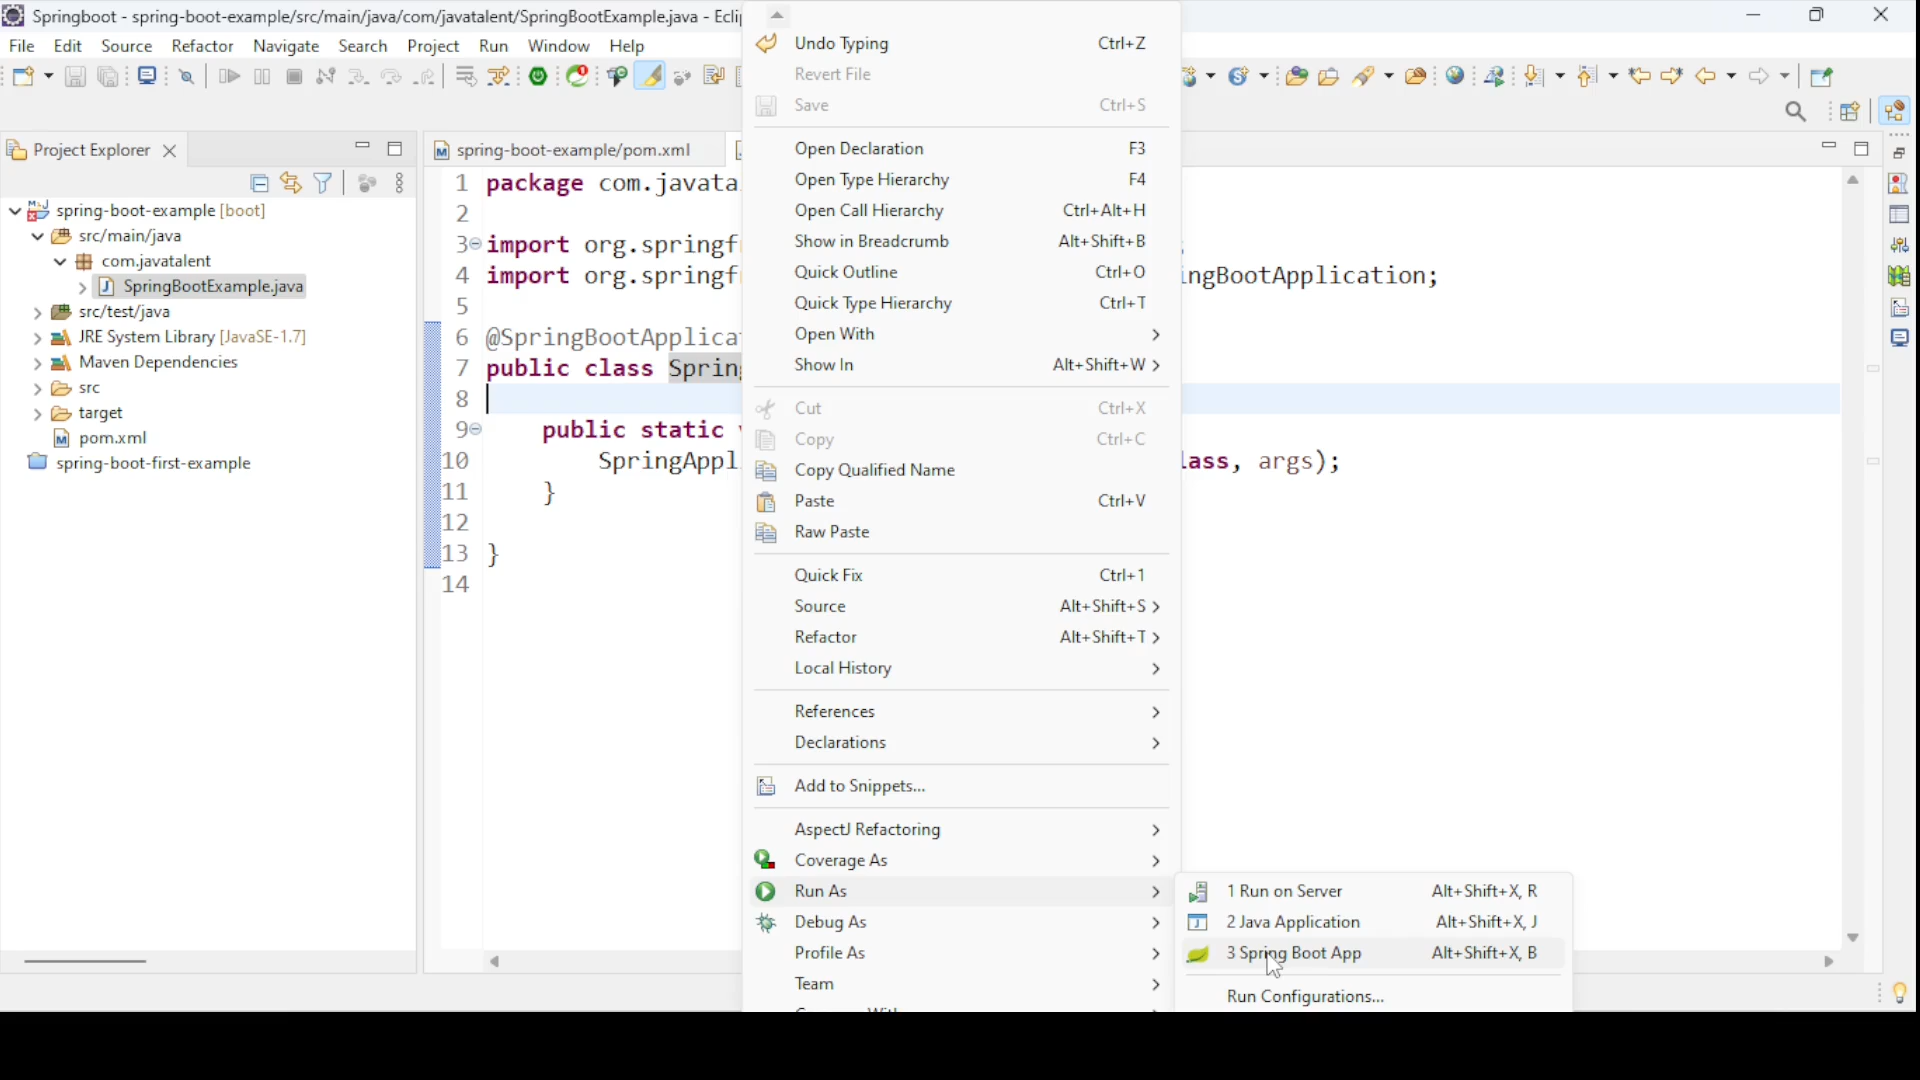 Springboot - spring-boot-example/src/main/java/com/javatalent/SpringBootExample.java - Ecli
File Edit Source Refactor Navigate Search Project Run Window Help
Project Explorer
spring-boot-example [boot]
src/main/java
com.javatalent
SpringBootExample.java
src/test/java
JRE System Library [JavaSE-1.7]
Maven Dependencies
src
target
pom.xml
spring-boot-first-example
spring-boot-example/pom.xml
1 package com.javata
2
3 import org.springf
4 import org.springf ingBootApplication;
5
6 @SpringBootApplica
7 public class Spring
8
9 public static
10 SpringAppl lass, args);
11 }
12
13 }
14
Undo Typing Ctrl+Z
Revert File
Save Ctrl+S
Open Declaration F3
Open Type Hierarchy F4
Open Call Hierarchy Ctrl+Alt+H
Show in Breadcrumb Alt+Shift+B
Quick Outline Ctrl+O
Quick Type Hierarchy Ctrl+T
Open With >
Show In Alt+Shift+W >
Cut Ctrl+X
Copy Ctrl+C
Copy Qualified Name
Paste Ctrl+V
Raw Paste
Quick Fix Ctrl+1
Source Alt+Shift+S >
Refactor Alt+Shift+T >
Local History >
References >
Declarations >
Add to Snippets...
AspectJ Refactoring >
Coverage As >
Run As >
Debug As >
Profile As >
Team >
1 Run on Server Alt+Shift+X, R
2 Java Application Alt+Shift+X, J
3 Spring Boot App Alt+Shift+X, B
Run Configurations...